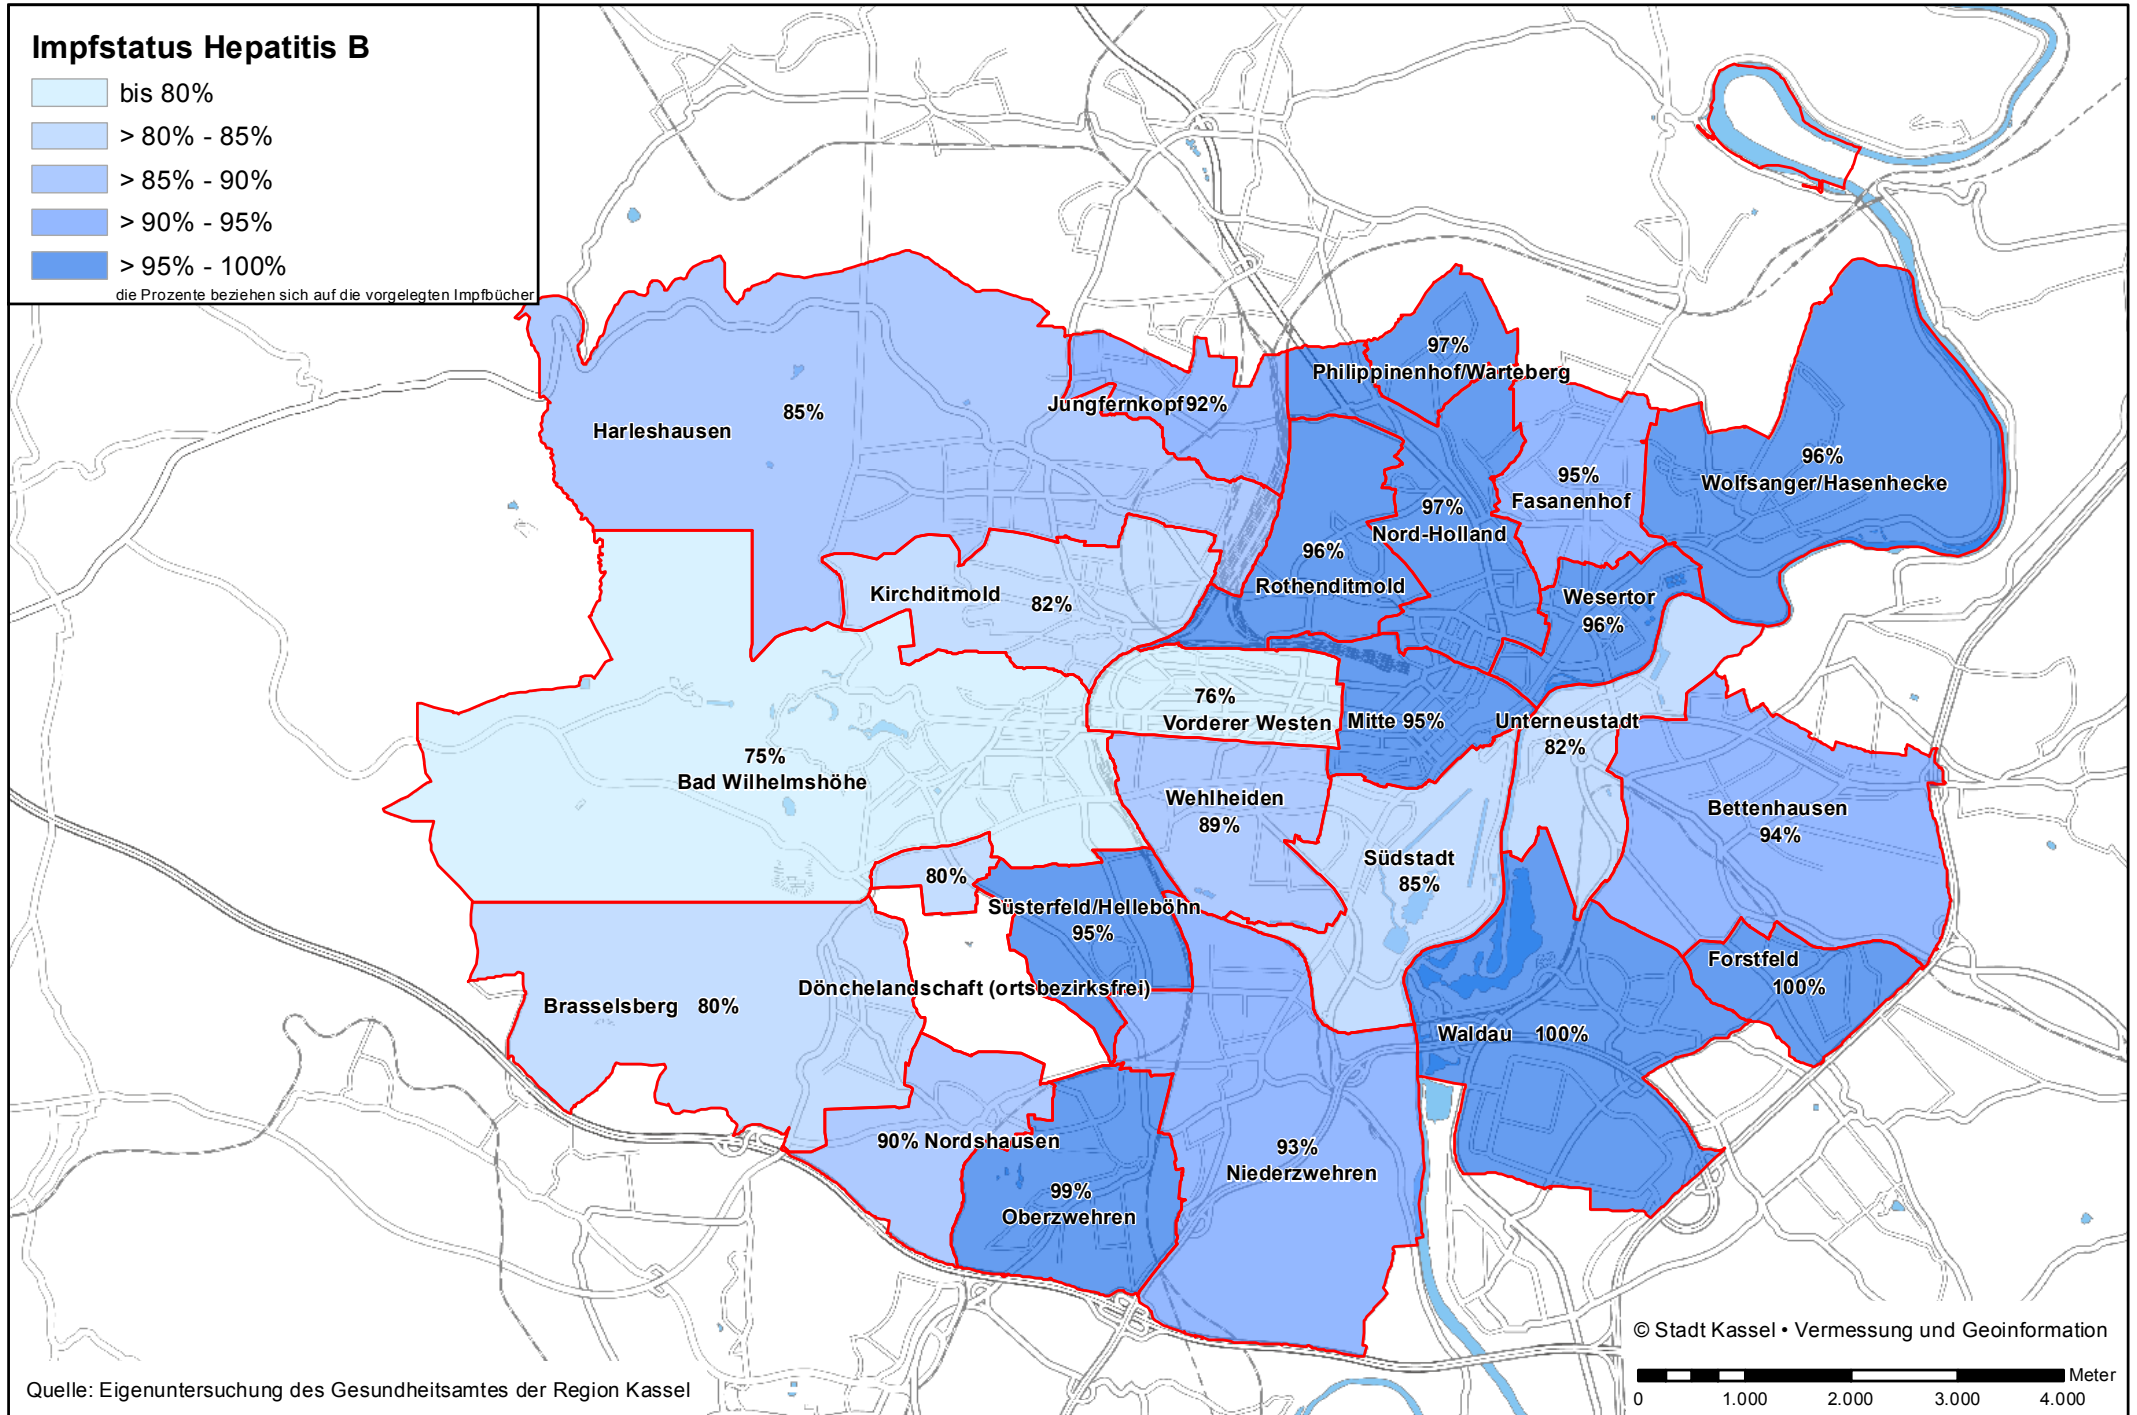 Impfstatus Hepatitis B
bis 80%
> 80% - 85%
> 85% - 90%
> 90% - 95%
> 95% - 100%
die Prozente beziehen sich auf die vorgelegten Impfbücher
97%
Philippinenhof/Warteberg
Jungfernkopf 92%
85%
Harleshausen
96%
Wolfsanger/Hasenhecke
95%
Fasanenhof
97%
Nord-Holland
96%
Rothenditmold
Kirchditmold 82%
Wesertor
96%
76%
Vorderer Westen
Mitte 95%
Unterneustadt
82%
75%
Bad Wilhelmshöhe
Wehlheiden
89%
Bettenhausen
94%
Südstadt
85%
80%
Süsterfeld/Helleböhn
95%
Forstfeld
100%
Dönchelandschaft (ortsbezirksfrei)
Brasselsberg 80%
Waldau 100%
90% Nordshausen
93%
Niederzwehren
99%
Oberzwehren
© Stadt Kassel • Vermessung und Geoinformation
Meter
0 1.000 2.000 3.000 4.000
Quelle: Eigenuntersuchung des Gesundheitsamtes der Region Kassel